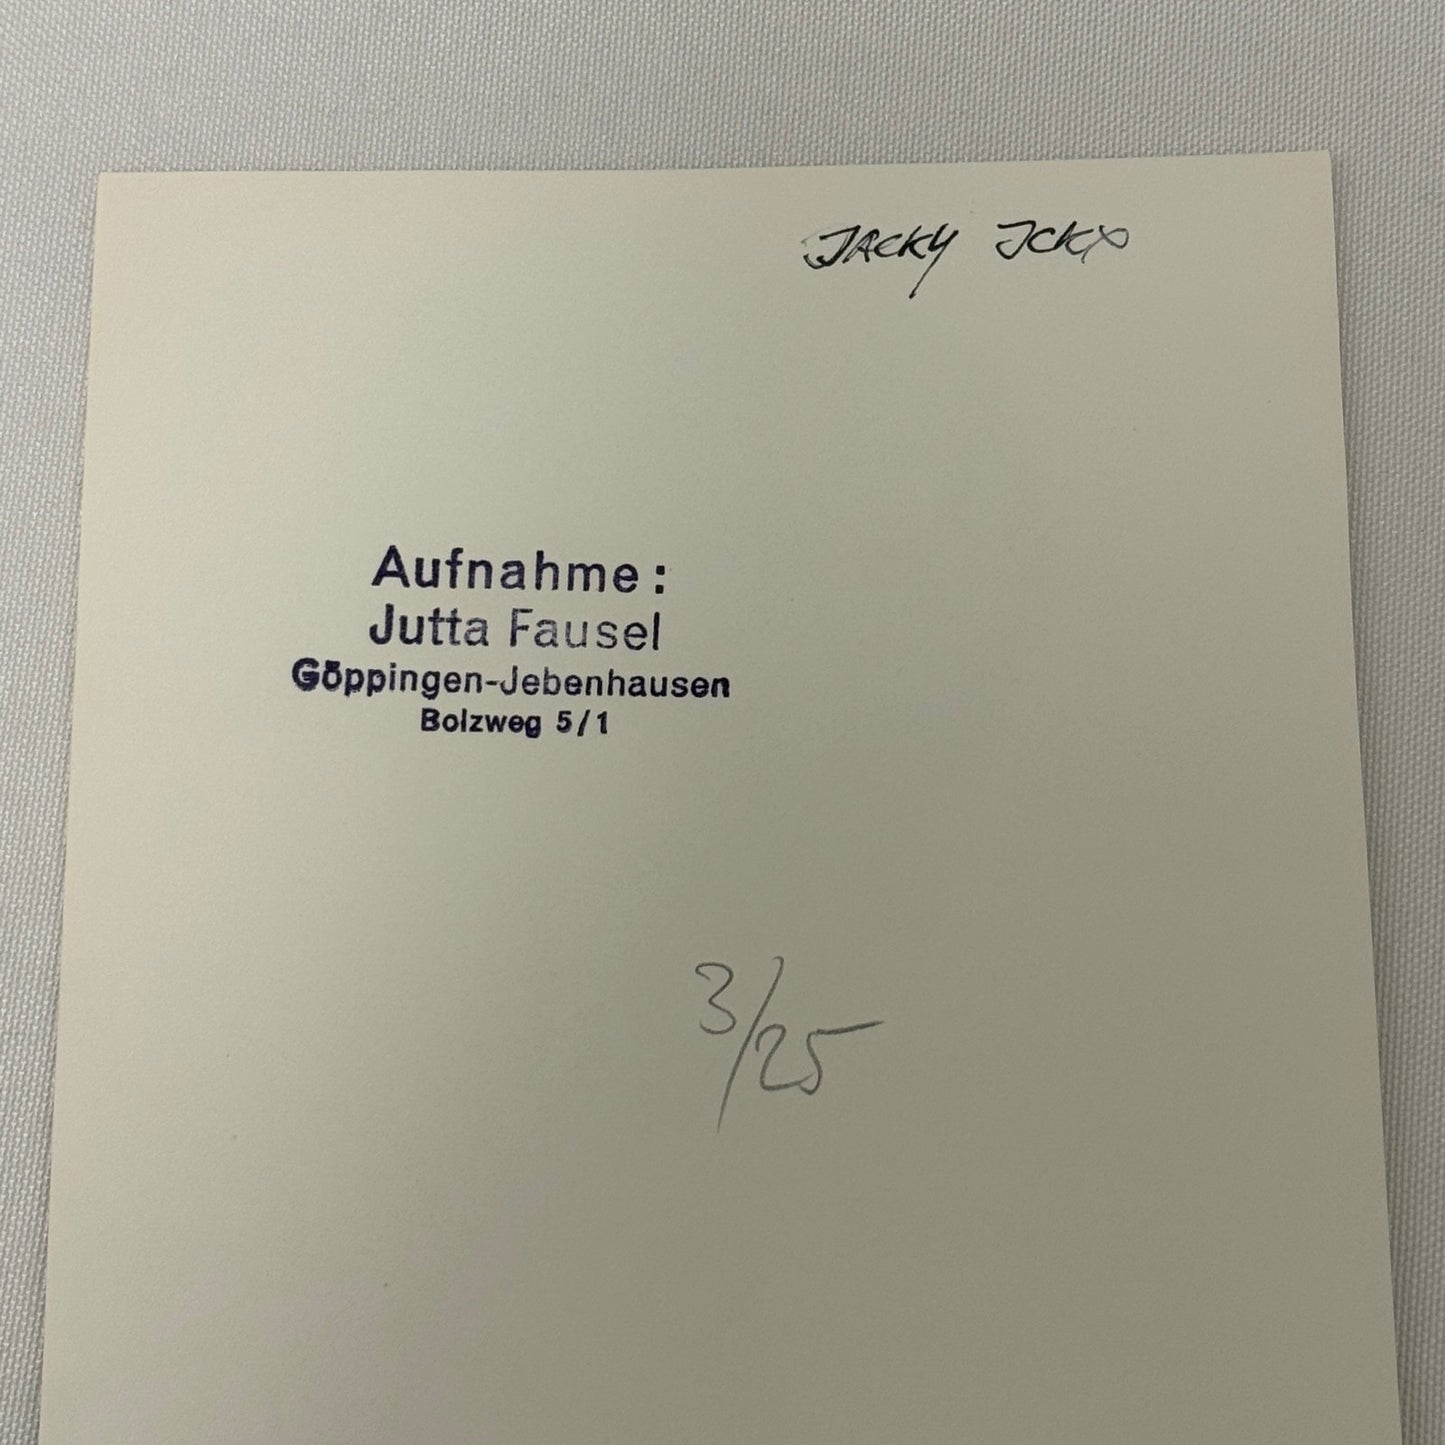 JACKY ICKX
Aufnahme:
Jutta Fausel
Göppingen-Jebenhausen
Bolzweg 5/1
3/25